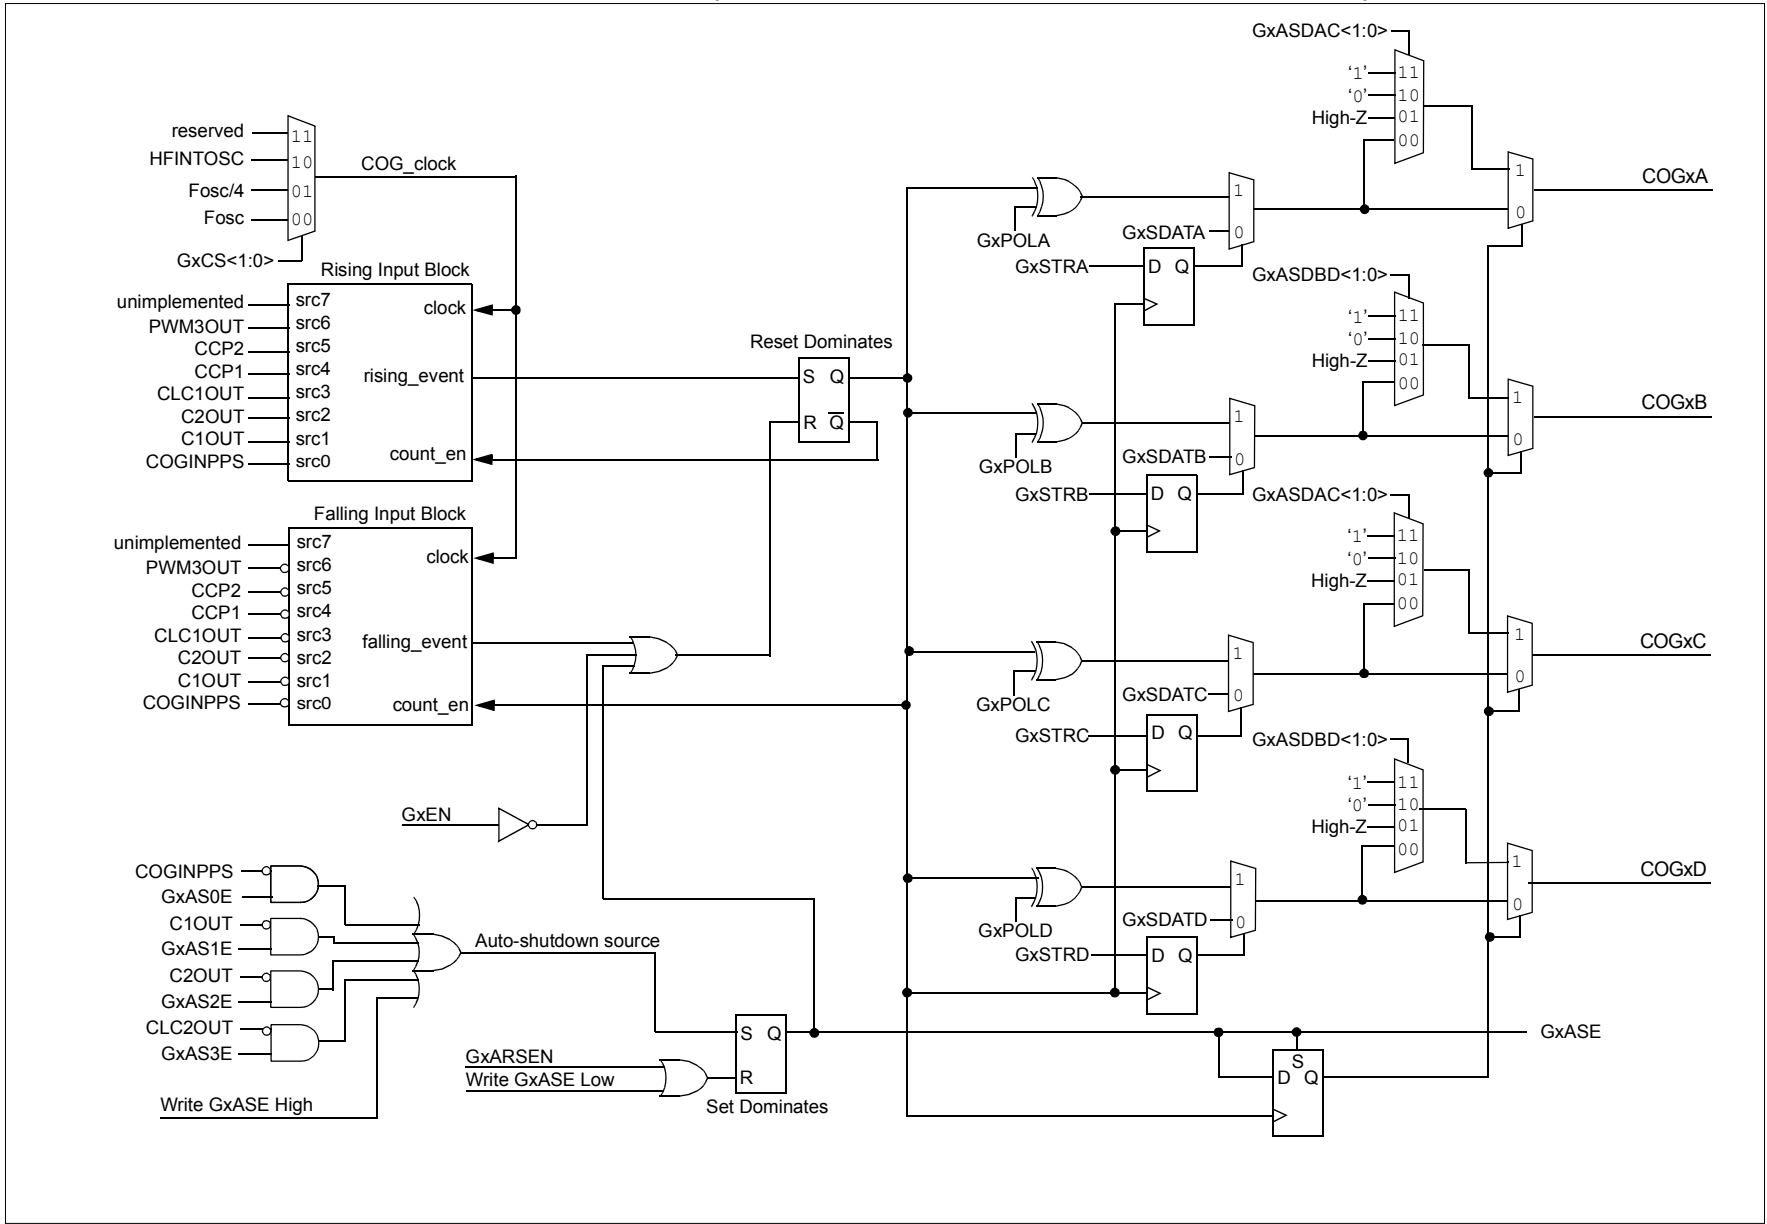 GxASDAC<1:0>
'1' 11
'0' 10
High-Z 01
00
reserved 11
HFINTOSC 10
Fosc/4 01
Fosc 00
GxCS<1:0>
COG_clock
Rising Input Block
unimplemented src7
PWM3OUT src6
CCP2 src5
CCP1 src4
CLC1OUT src3
C2OUT src2
C1OUT src1
COGINPPS src0
clock
rising_event
count_en
Falling Input Block
unimplemented src7
PWM3OUT src6
CCP2 src5
CCP1 src4
CLC1OUT src3
C2OUT src2
C1OUT src1
COGINPPS src0
clock
falling_event
count_en
Reset Dominates
S Q
R Q
GxEN
COGINPPS
GxAS0E
C1OUT
GxAS1E
C2OUT
GxAS2E
CLC2OUT
GxAS3E
Write GxASE High
Auto-shutdown source
GxARSEN
Write GxASE Low
S Q
R
Set Dominates
GxPOLA
GxSDATA
1
0
GxSTRA
D Q
1
0
COGxA
GxASDBD<1:0>
'1' 11
'0' 10
High-Z 01
00
GxPOLB
GxSDATB
1
0
GxSTRB
D Q
1
0
COGxB
GxASDAC<1:0>
'1' 11
'0' 10
High-Z 01
00
GxPOLC
GxSDATC
1
0
GxSTRC
D Q
1
0
COGxC
GxASDBD<1:0>
'1' 11
'0' 10
High-Z 01
00
GxPOLD
GxSDATD
1
0
GxSTRD
D Q
1
0
COGxD
GxASE
S
D Q